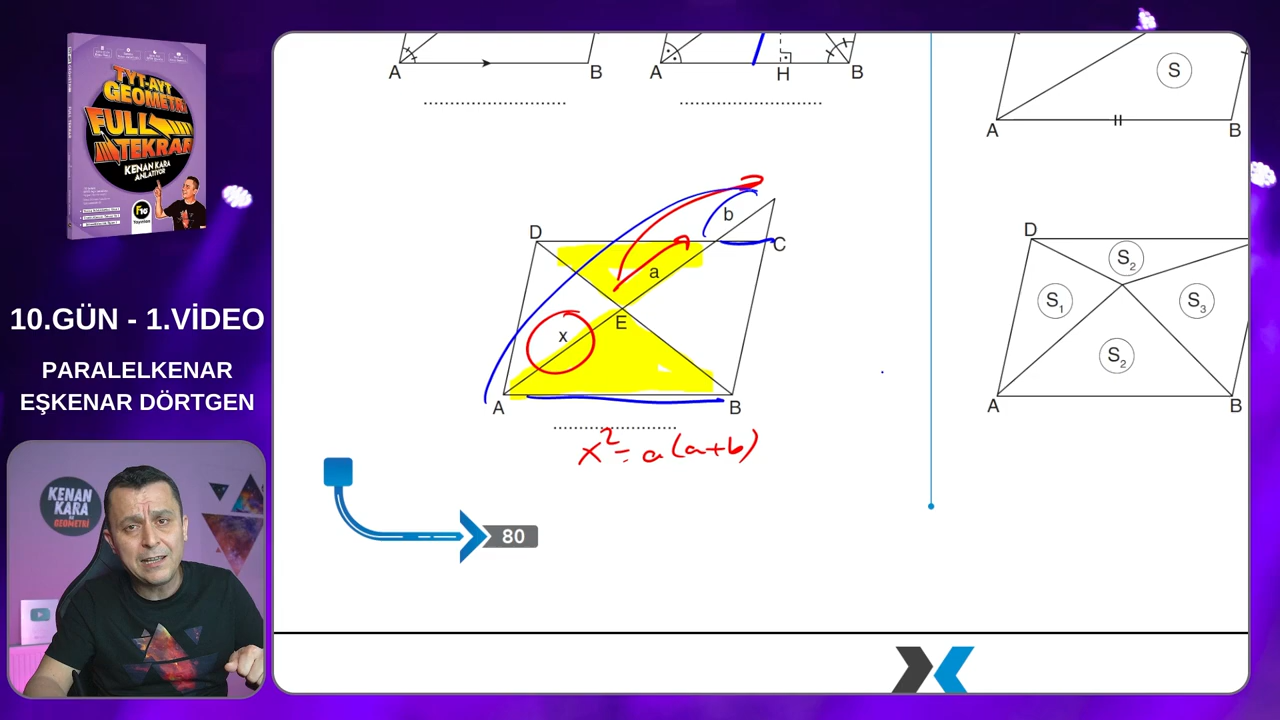 TYT-AYT
GEOMETRİ
FULL
TEKRAR
KENAN KARA
ANLATIYOR
10.GÜN - 1.VİDEO
PARALELKENAR
EŞKENAR DÖRTGEN
KENAN
KARA
GEOMETRİ
A B
A H B
D C
b
a
x
E
A B
x² = a(a+b)
80
S
A B
D
S₂
S₁ S₃
S₂
A B